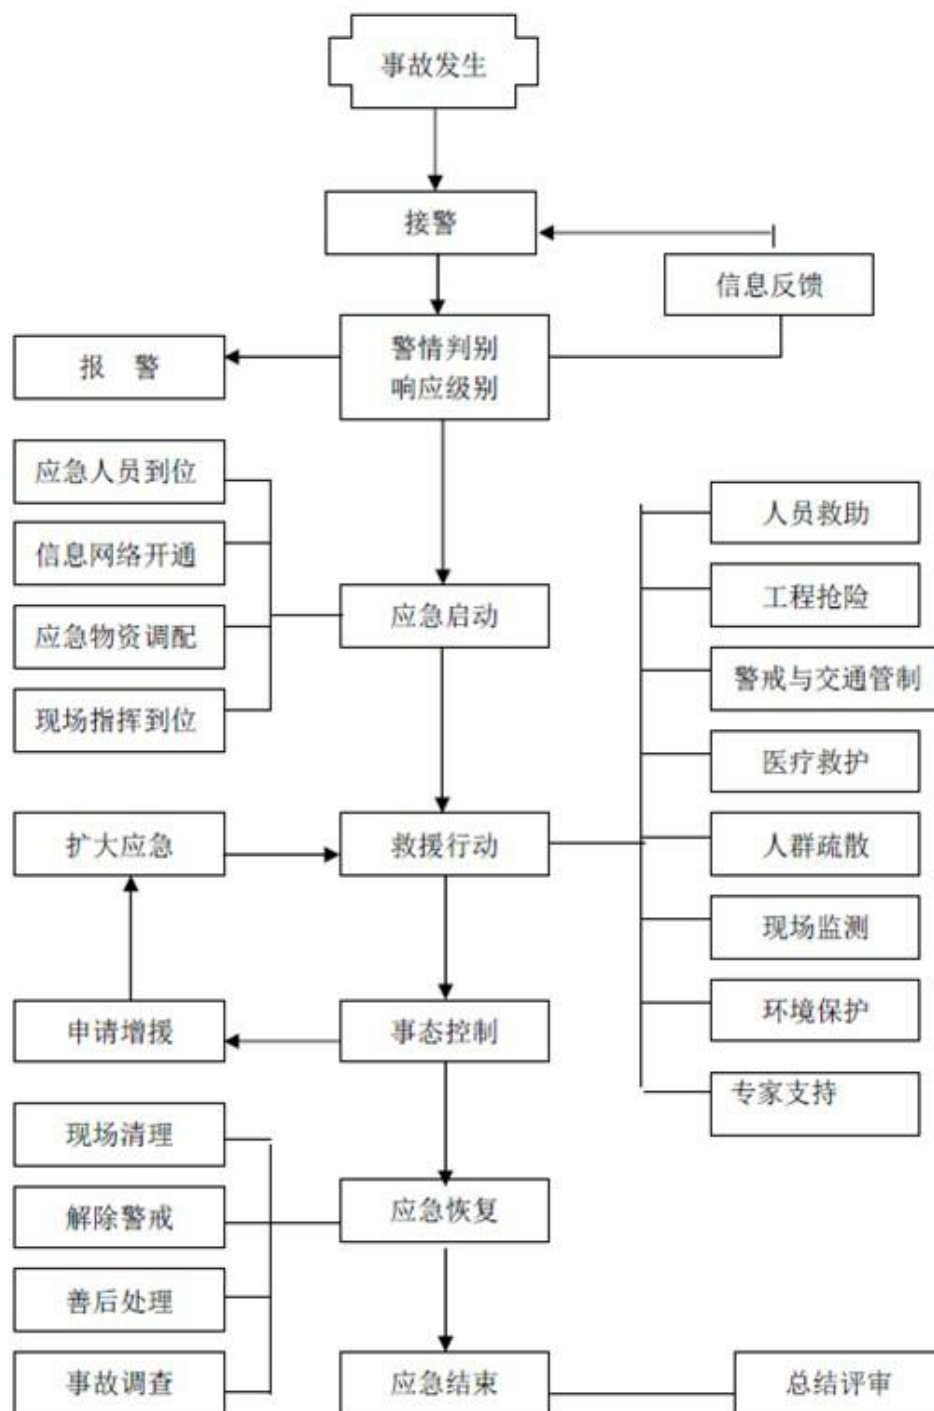 事故发生
接警
信息反馈
警情判别
响应级别
报 警
应急人员到位
信息网络开通
应急物资调配
现场指挥到位
应急启动
人员救助
工程抢险
警戒与交通管制
医疗救护
人群疏散
现场监测
环境保护
专家支持
扩大应急
救援行动
申请增援
事态控制
现场清理
解除警戒
善后处理
事故调查
应急恢复
应急结束
总结评审